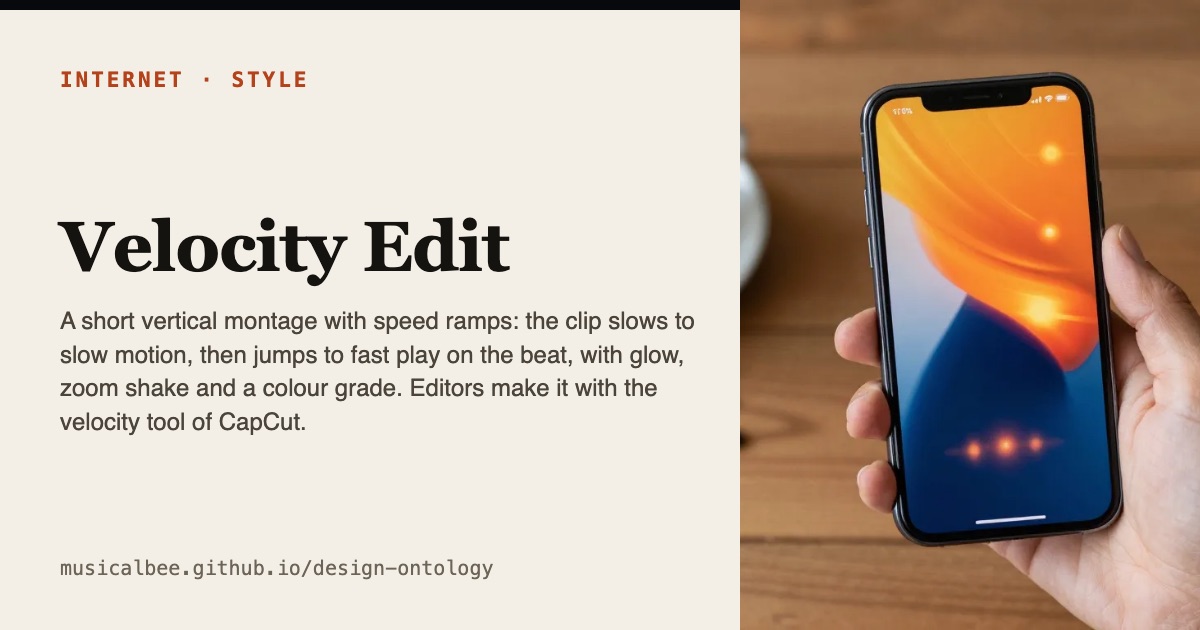 INTERNET · STYLE
Velocity Edit
A short vertical montage with speed ramps: the clip slows to
slow motion, then jumps to fast play on the beat, with glow,
zoom shake and a colour grade. Editors make it with the
velocity tool of CapCut.
musicalbee.github.io/design-ontology